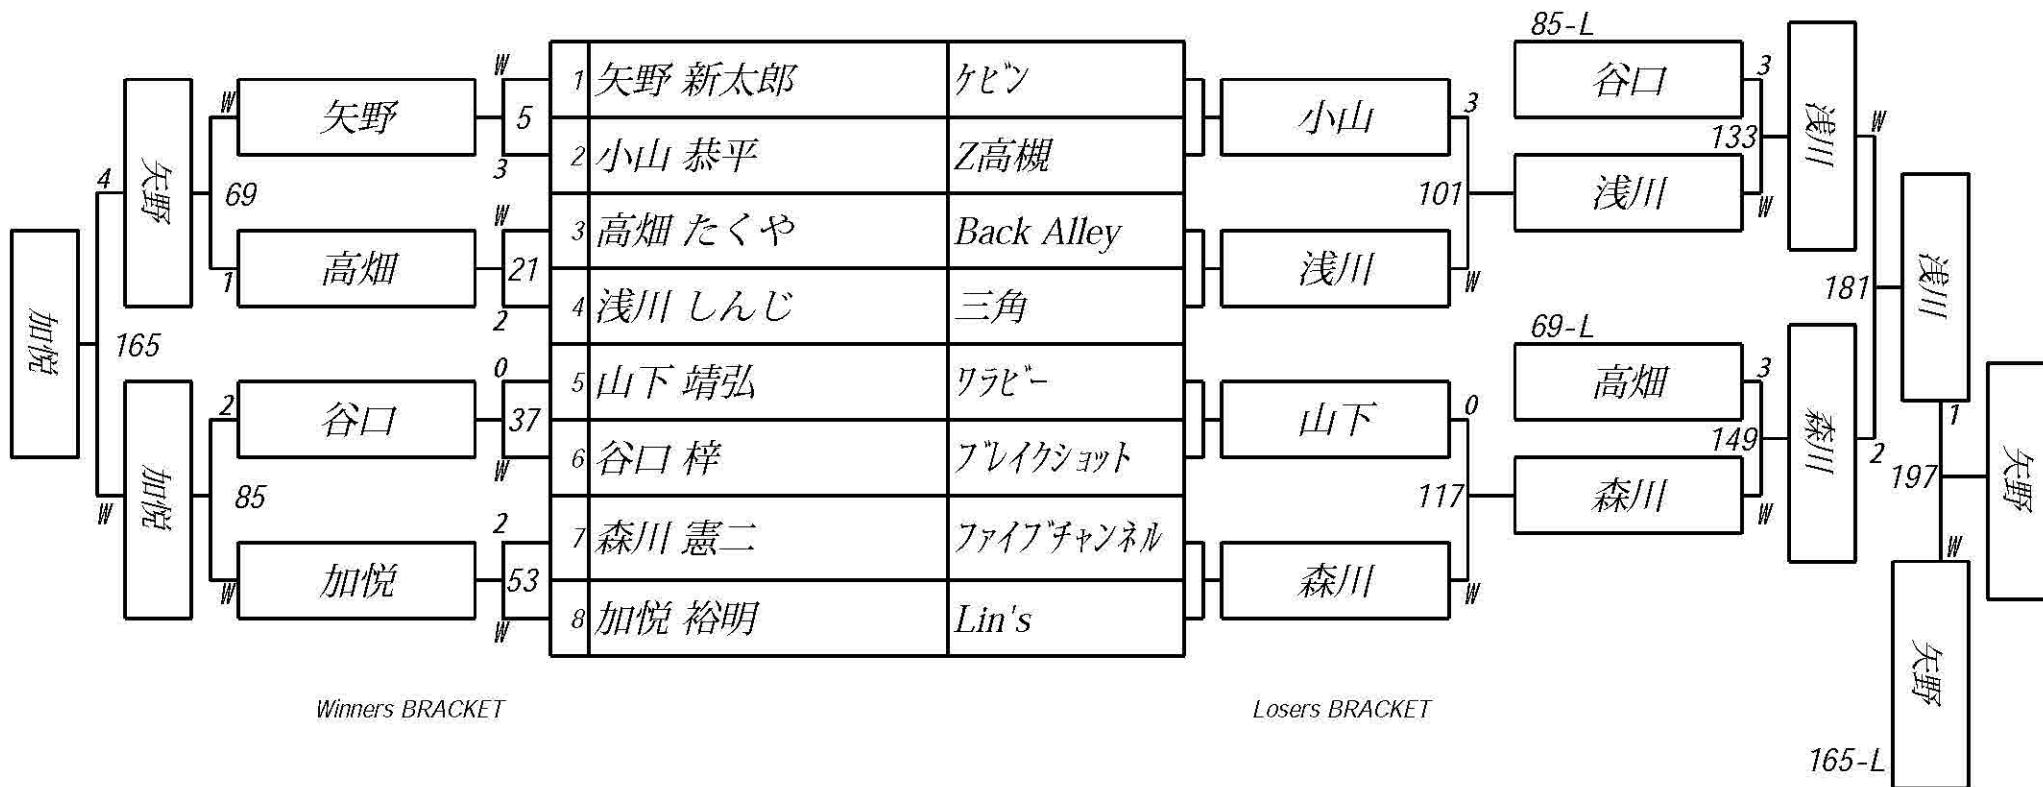 加悦
4
165
W
矢野
加悦
W
矢野
69
1
高畑
2
谷口
85
W
加悦
W
5
3
W
21
2
0
37
W
2
53
W
1 矢野 新太郎 ケビン
2 小山 恭平 Z高槻
3 高畑 たくや Back Alley
4 浅川 しんじ 三角
5 山下 靖弘 ワラビー
6 谷口 梓 ブレイクショット
7 森川 憲二 ファイブチャンネル
8 加悦 裕明 Lin's
小山
3
101
浅川
W
山下
0
117
森川
W
85-L
谷口
3
133
浅川
W
69-L
高畑
3
149
森川
W
浅川
W
181
森川
2
浅川
1
197
W
矢野
165-L
矢野
Winners BRACKET
Losers BRACKET